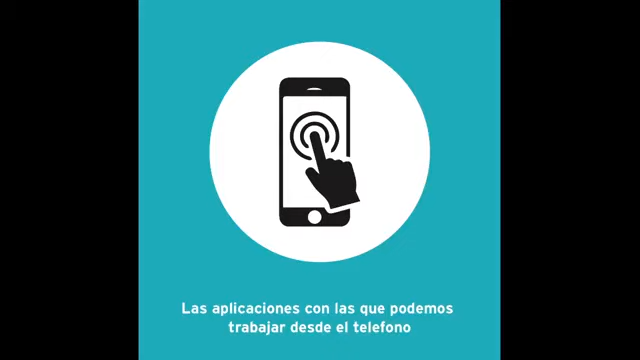 Las aplicaciones con las que podemos
trabajar desde el telefono